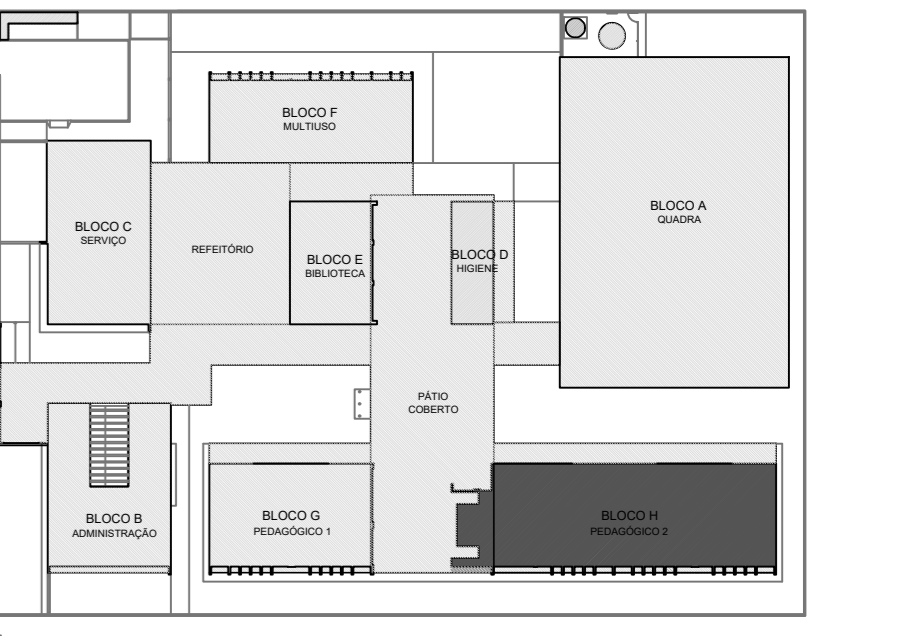 BLOCO F
MULTIUSO
BLOCO A
QUADRA
BLOCO C
SERVIÇO
REFEITÓRIO
BLOCO E
BIBLIOTECA
BLOCO D
HIGIENE
PÁTIO
COBERTO
BLOCO B
ADMINISTRAÇÃO
BLOCO G
PEDAGÓGICO 1
BLOCO H
PEDAGÓGICO 2